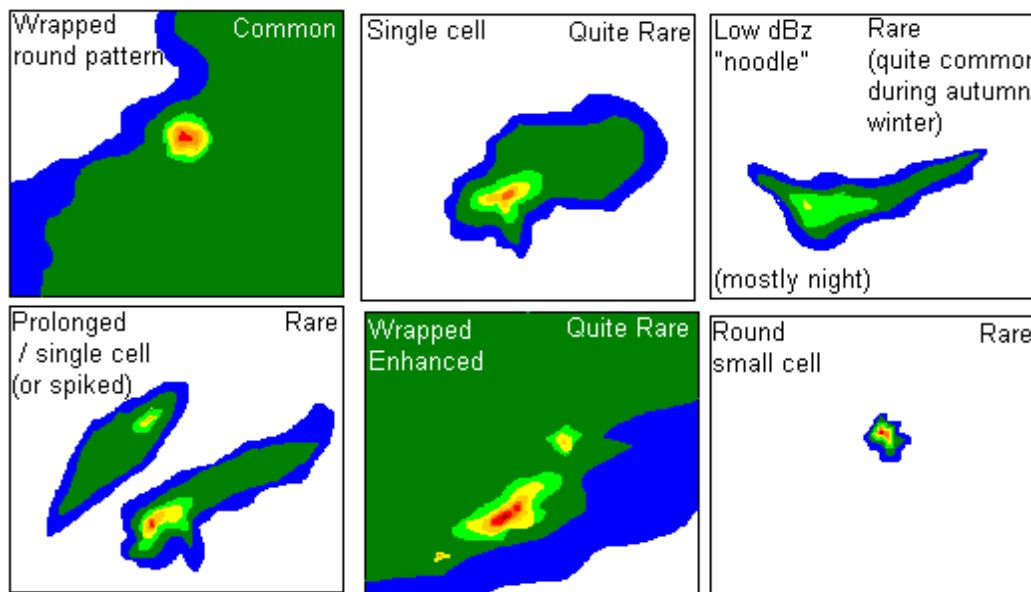 Wrapped
round pattern
Common
Single cell
Quite Rare
Low dBz
"noodle"
Rare
(quite common
during autumn
winter)
(mostly night)
Prolonged
/ single cell
(or spiked)
Rare
Wrapped
Enhanced
Quite Rare
Round
small cell
Rare